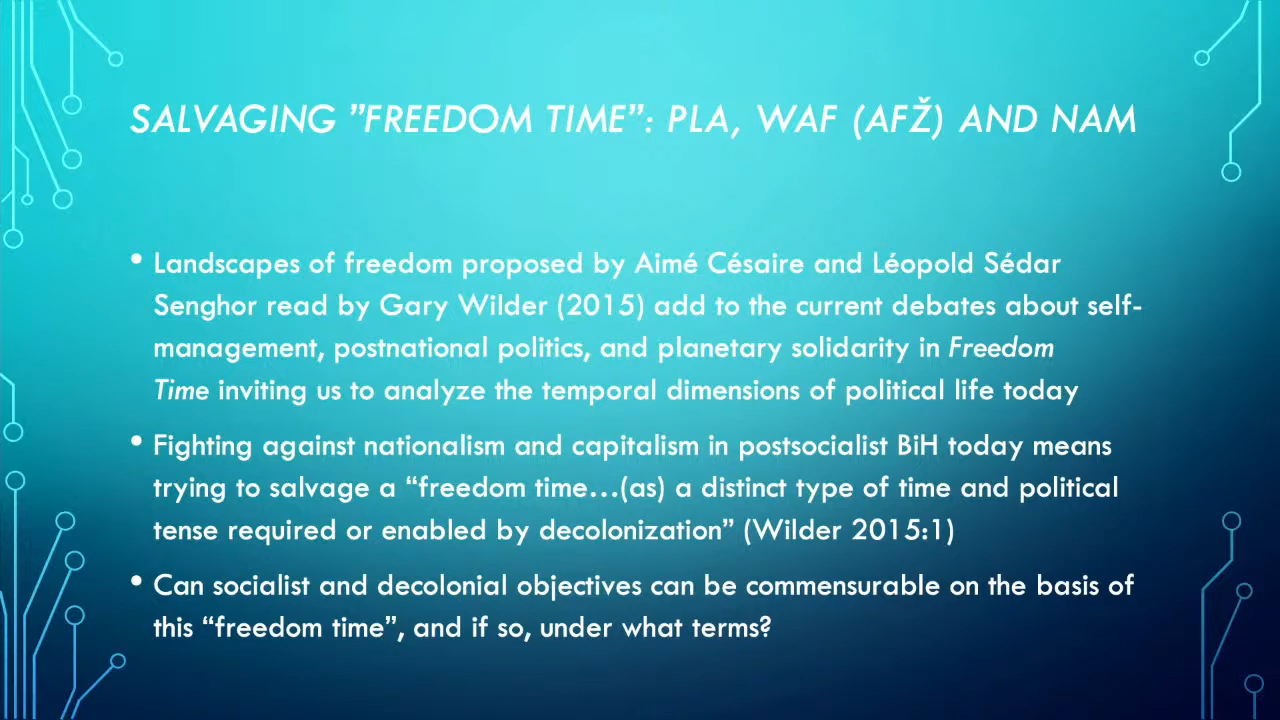 SALVAGING ”FREEDOM TIME”: PLA, WAF (AFŽ) AND NAM
• Landscapes of freedom proposed by Aimé Césaire and Léopold Sédar
Senghor read by Gary Wilder (2015) add to the current debates about self-
management, postnational politics, and planetary solidarity in Freedom
Time inviting us to analyze the temporal dimensions of political life today
• Fighting against nationalism and capitalism in postsocialist BiH today means
trying to salvage a “freedom time…(as) a distinct type of time and political
tense required or enabled by decolonization” (Wilder 2015:1)
• Can socialist and decolonial objectives can be commensurable on the basis of
this “freedom time”, and if so, under what terms?